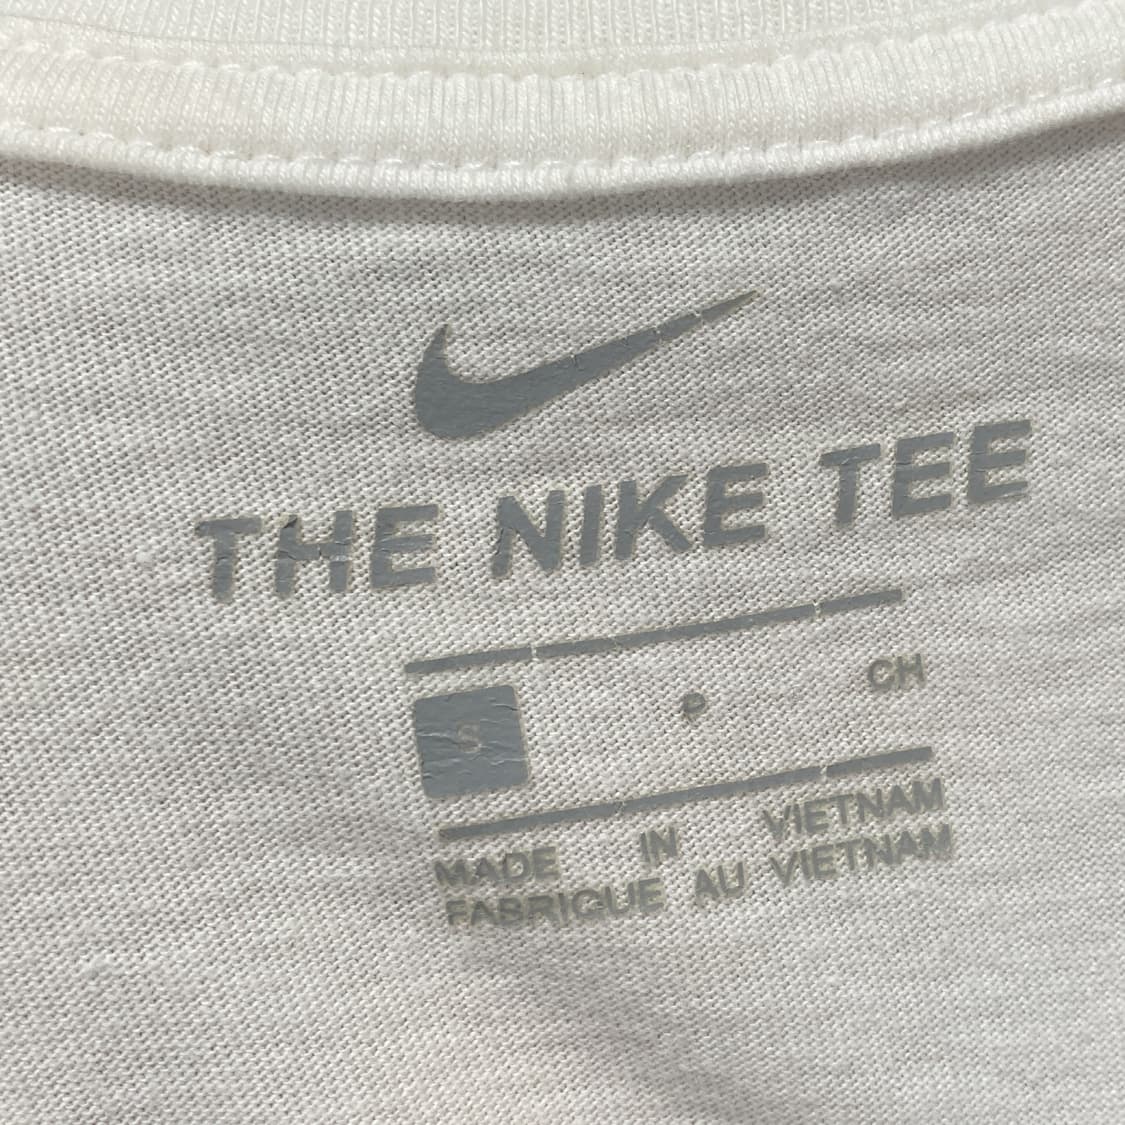 THE NIKE TEE
S P CH
MADE IN VIETNAM
FABRIQUE AU VIETNAM